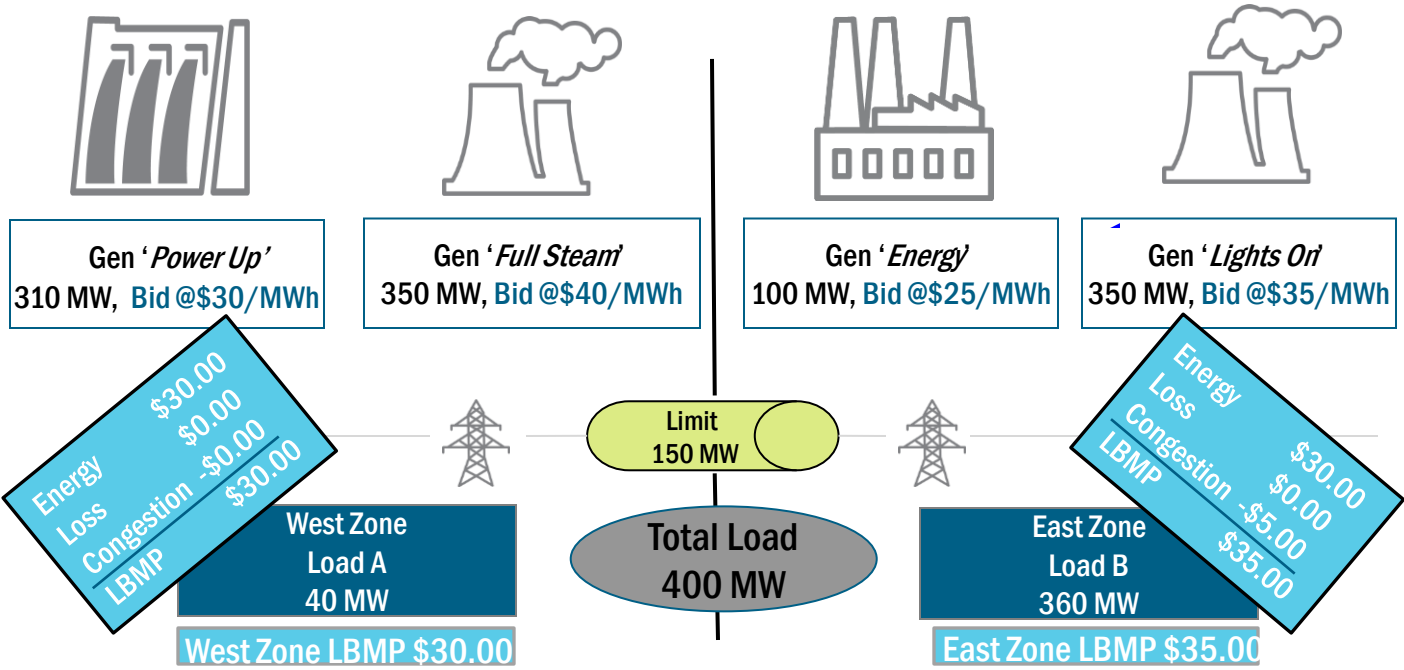 Gen ‘Power Up’
310 MW, Bid @$30/MWh
Gen ‘Full Steam’
350 MW, Bid @$40/MWh
Gen ‘Energy’
100 MW, Bid @$25/MWh
Gen ‘Lights On’
350 MW, Bid @$35/MWh
Energy $30.00
Loss $0.00
Congestion -$0.00
LBMP $30.00
Limit
150 MW
Energy $30.00
Loss $0.00
Congestion -$5.00
LBMP $35.00
West Zone
Load A
40 MW
Total Load
400 MW
East Zone
Load B
360 MW
West Zone LBMP $30.00
East Zone LBMP $35.00